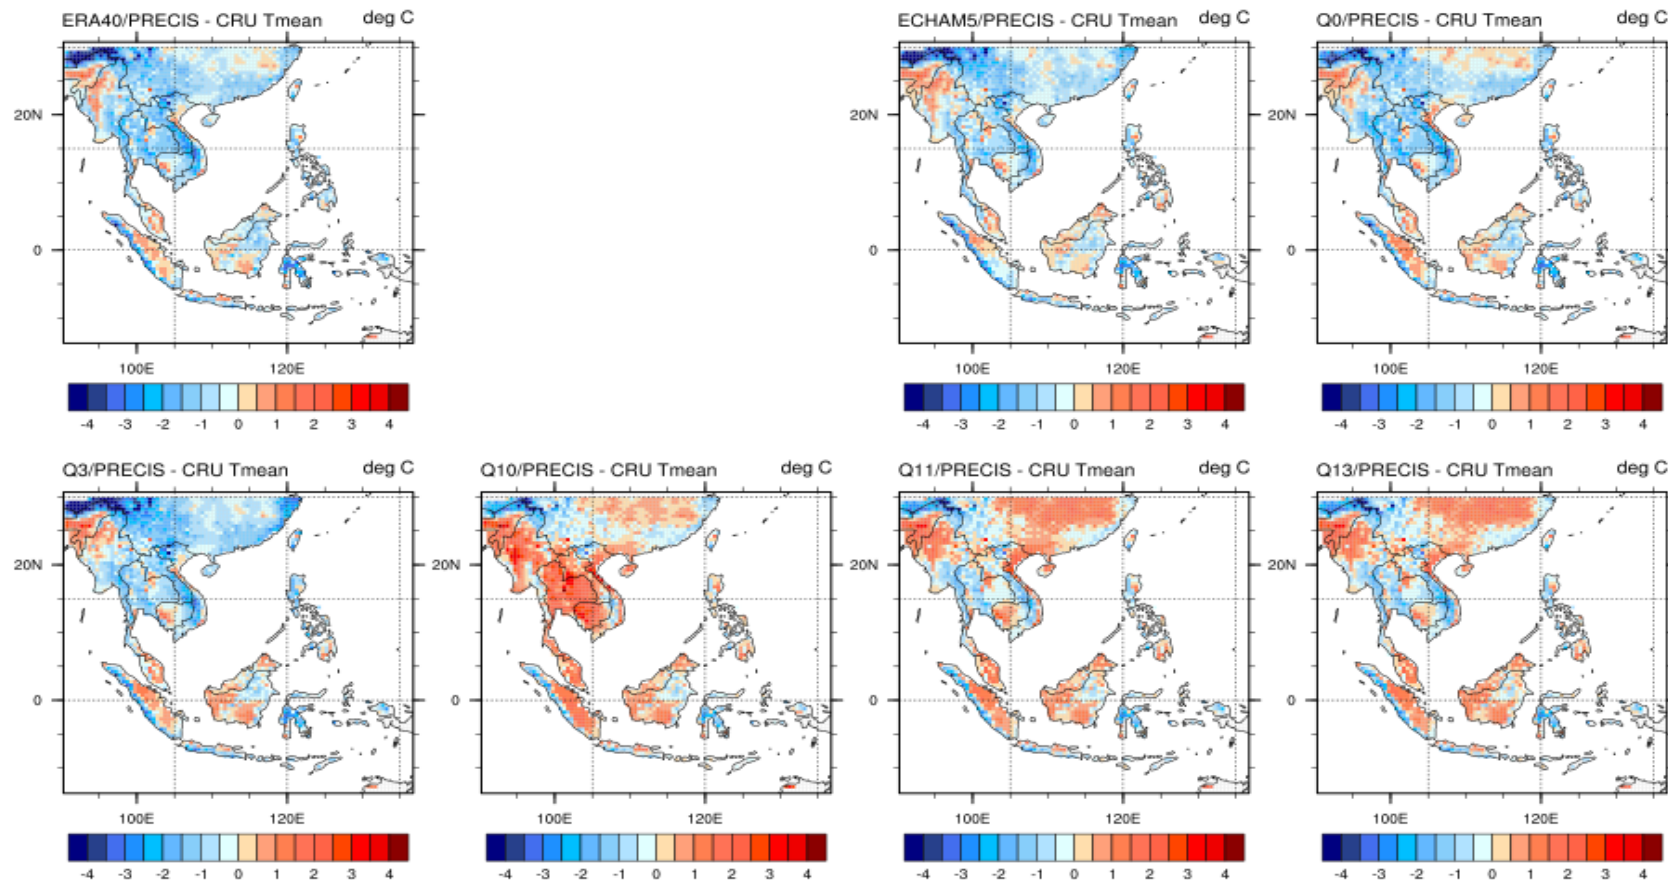 ERA40/PRECIS - CRU Tmean deg C
20N
0
100E 120E
-4 -3 -2 -1 0 1 2 3 4
ECHAM5/PRECIS - CRU Tmean deg C
20N
0
100E 120E
-4 -3 -2 -1 0 1 2 3 4
Q0/PRECIS - CRU Tmean deg C
20N
0
100E 120E
-4 -3 -2 -1 0 1 2 3 4
Q3/PRECIS - CRU Tmean deg C
20N
0
100E 120E
-4 -3 -2 -1 0 1 2 3 4
Q10/PRECIS - CRU Tmean deg C
20N
0
100E 120E
-4 -3 -2 -1 0 1 2 3 4
Q11/PRECIS - CRU Tmean deg C
20N
0
100E 120E
-4 -3 -2 -1 0 1 2 3 4
Q13/PRECIS - CRU Tmean deg C
20N
0
100E 120E
-4 -3 -2 -1 0 1 2 3 4